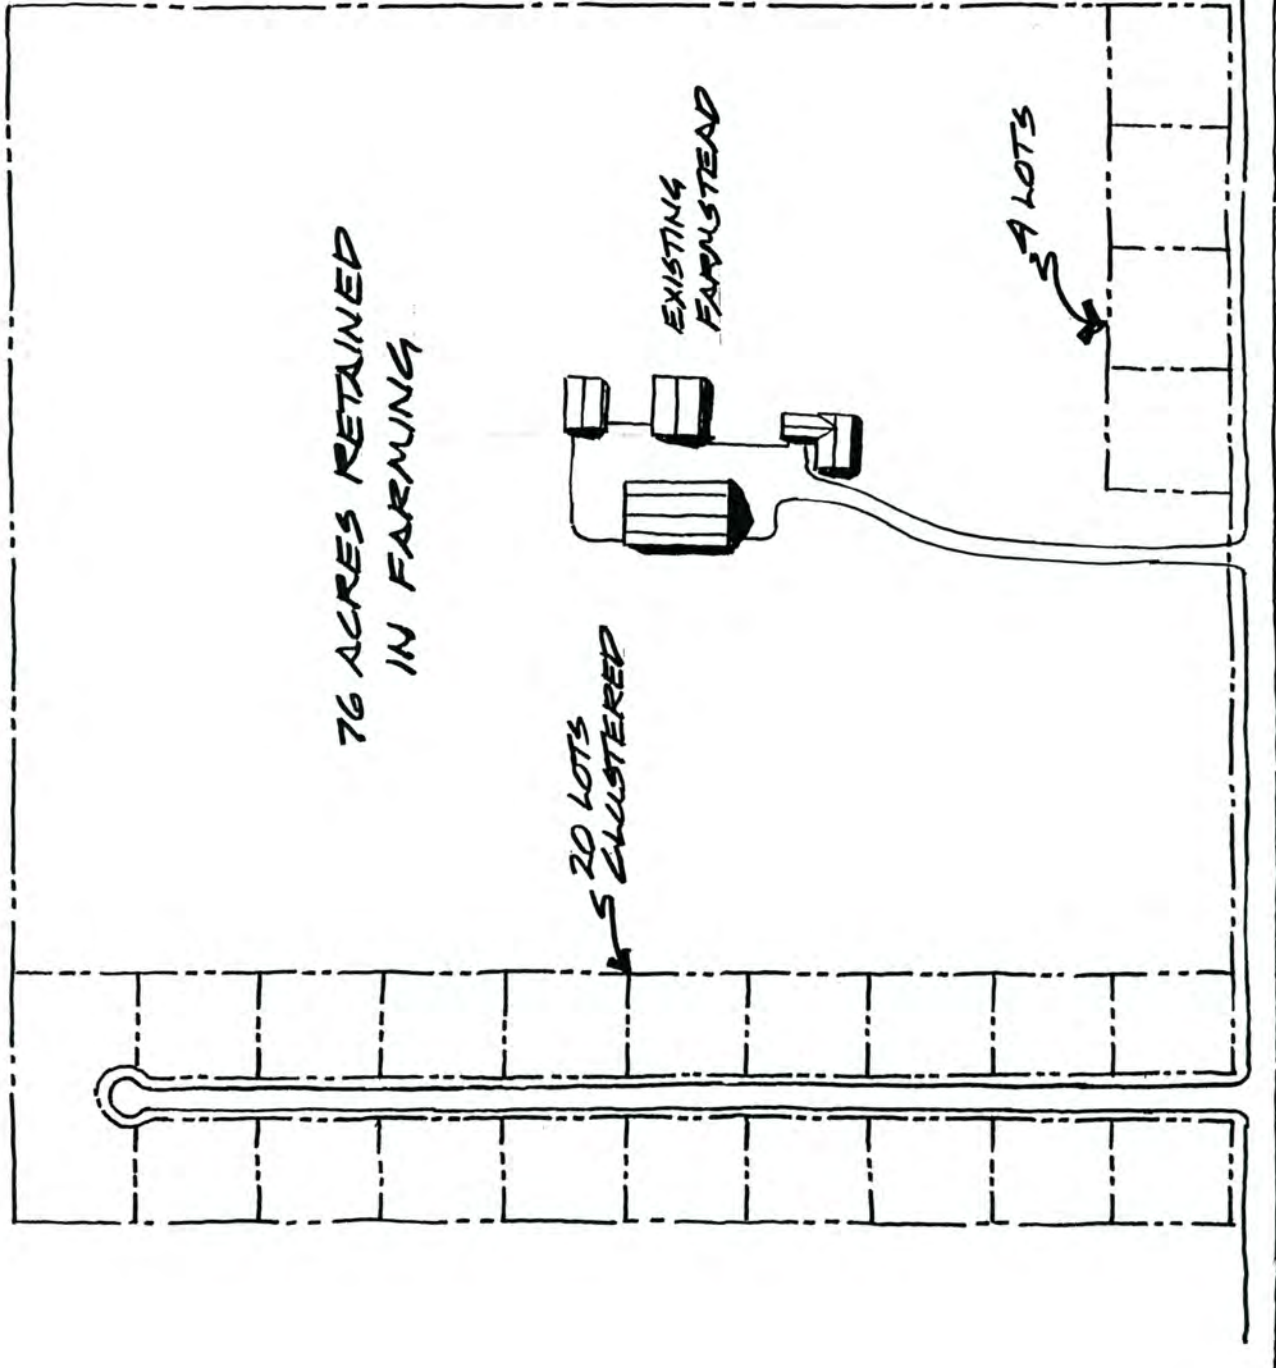 76 ACRES RETAINED
IN FARMING
EXISTING
FARMSTEAD
20 LOTS
CLUSTERED
4 LOTS